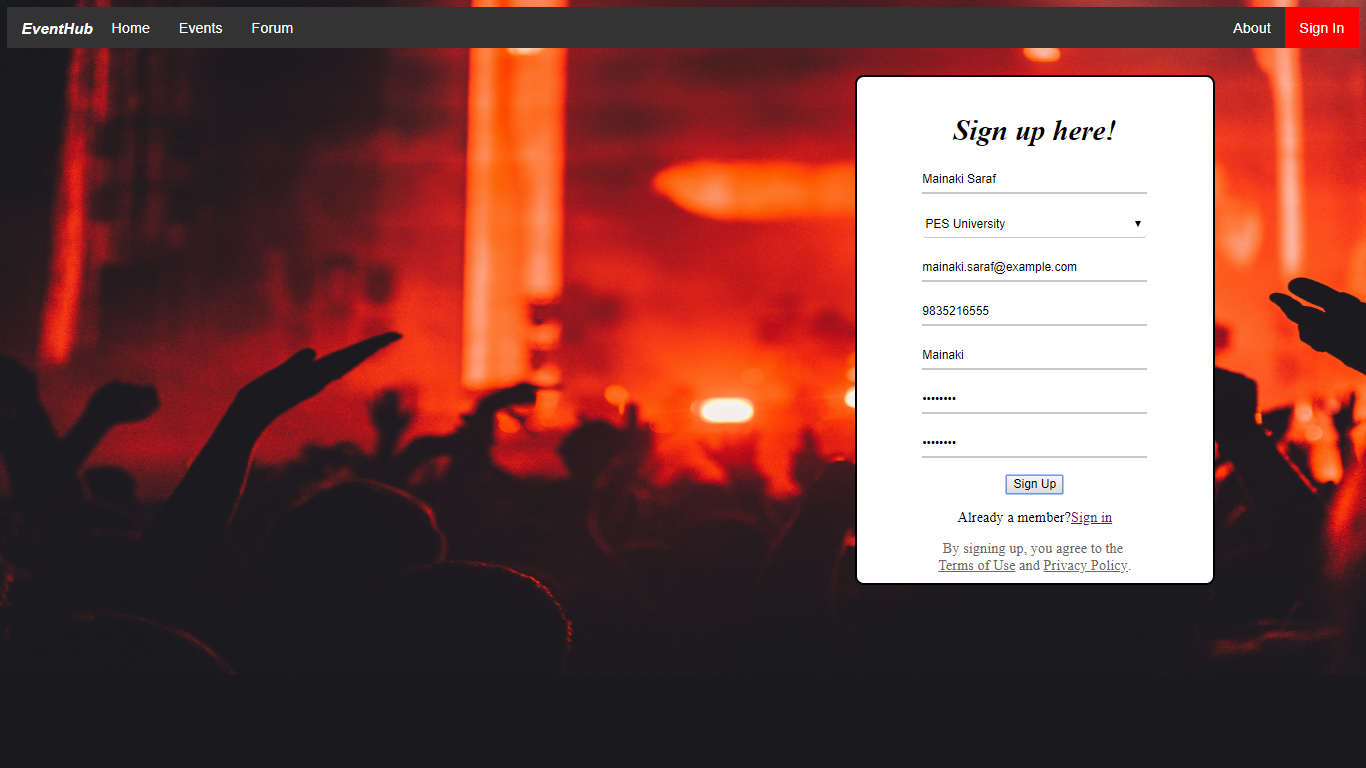 EventHub Home Events Forum About Sign In
Sign up here!
Mainaki Saraf
PES University
mainaki.saraf@example.com
9835216555
Mainaki
••••••••
••••••••
Sign Up
Already a member?Sign in
By signing up, you agree to the
Terms of Use and Privacy Policy.